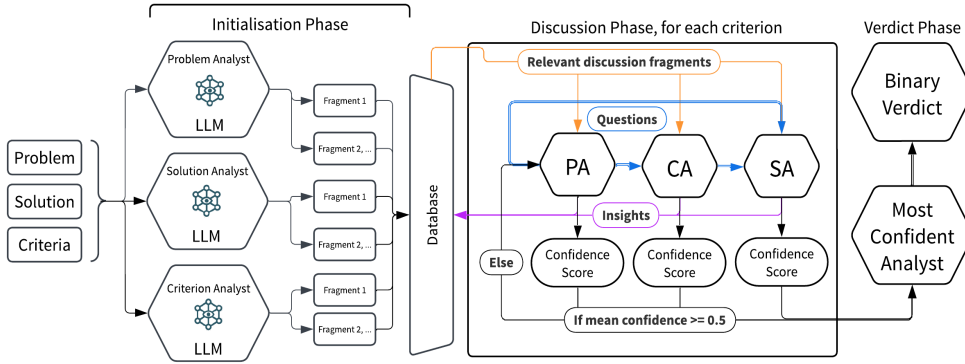 Initialisation Phase
Discussion Phase, for each criterion
Verdict Phase
Problem
Solution
Criteria
Problem Analyst
LLM
Fragment 1
Fragment 2, ...
Solution Analyst
LLM
Fragment 1
Fragment 2, ...
Criterion Analyst
LLM
Fragment 1
Fragment 2, ...
Database
Relevant discussion fragments
Questions
PA
CA
SA
Insights
Else
Confidence
Score
Confidence
Score
Confidence
Score
If mean confidence >= 0.5
Binary
Verdict
Most
Confident
Analyst